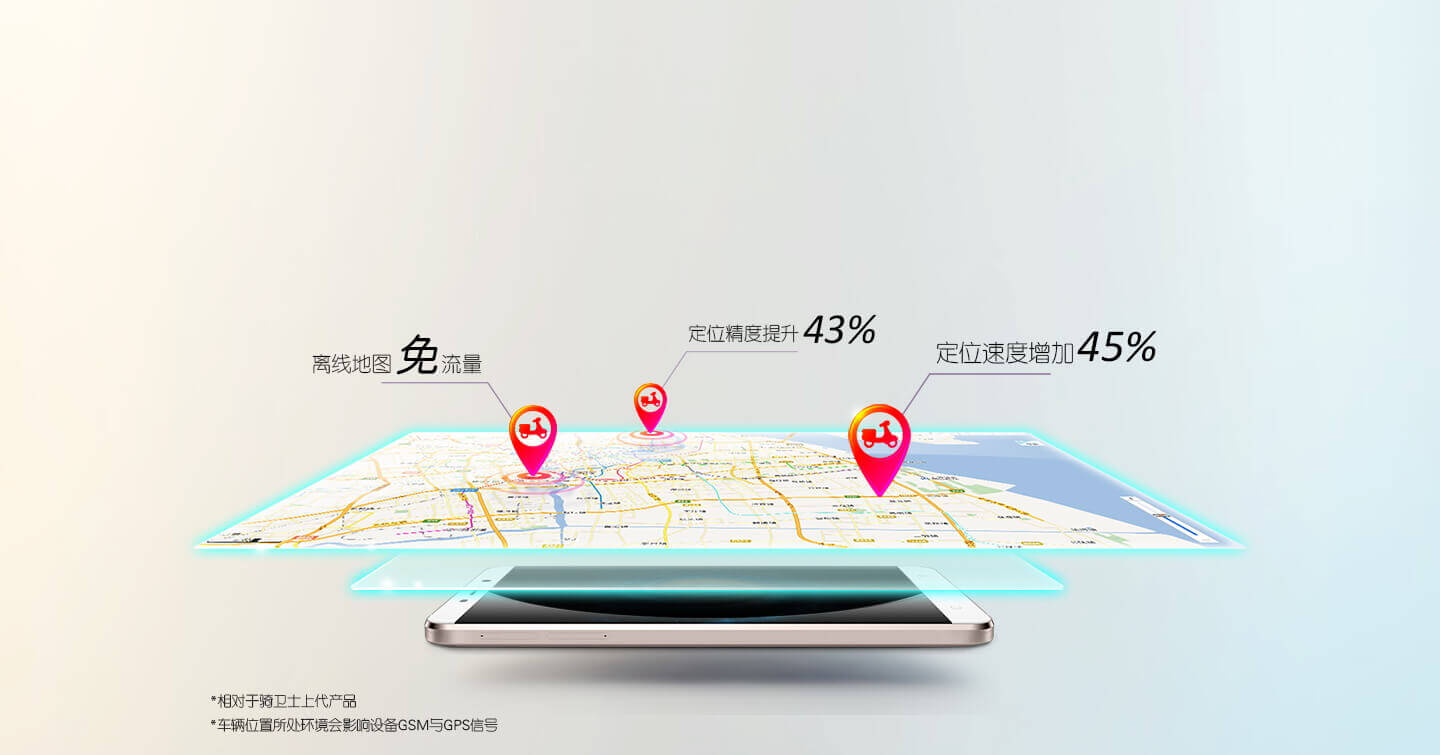 定位精度提升43%
离线地图免流量
定位速度增加45%
*相对于骑卫士上代产品
*车辆位置所处环境会影响设备GSM与GPS信号